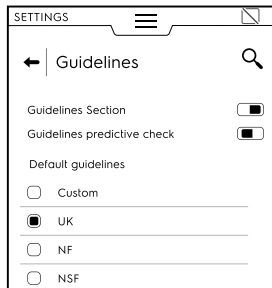 SETTINGS
Guidelines
Guidelines Section
Guidelines predictive check
Default guidelines
Custom
UK
NF
NSF